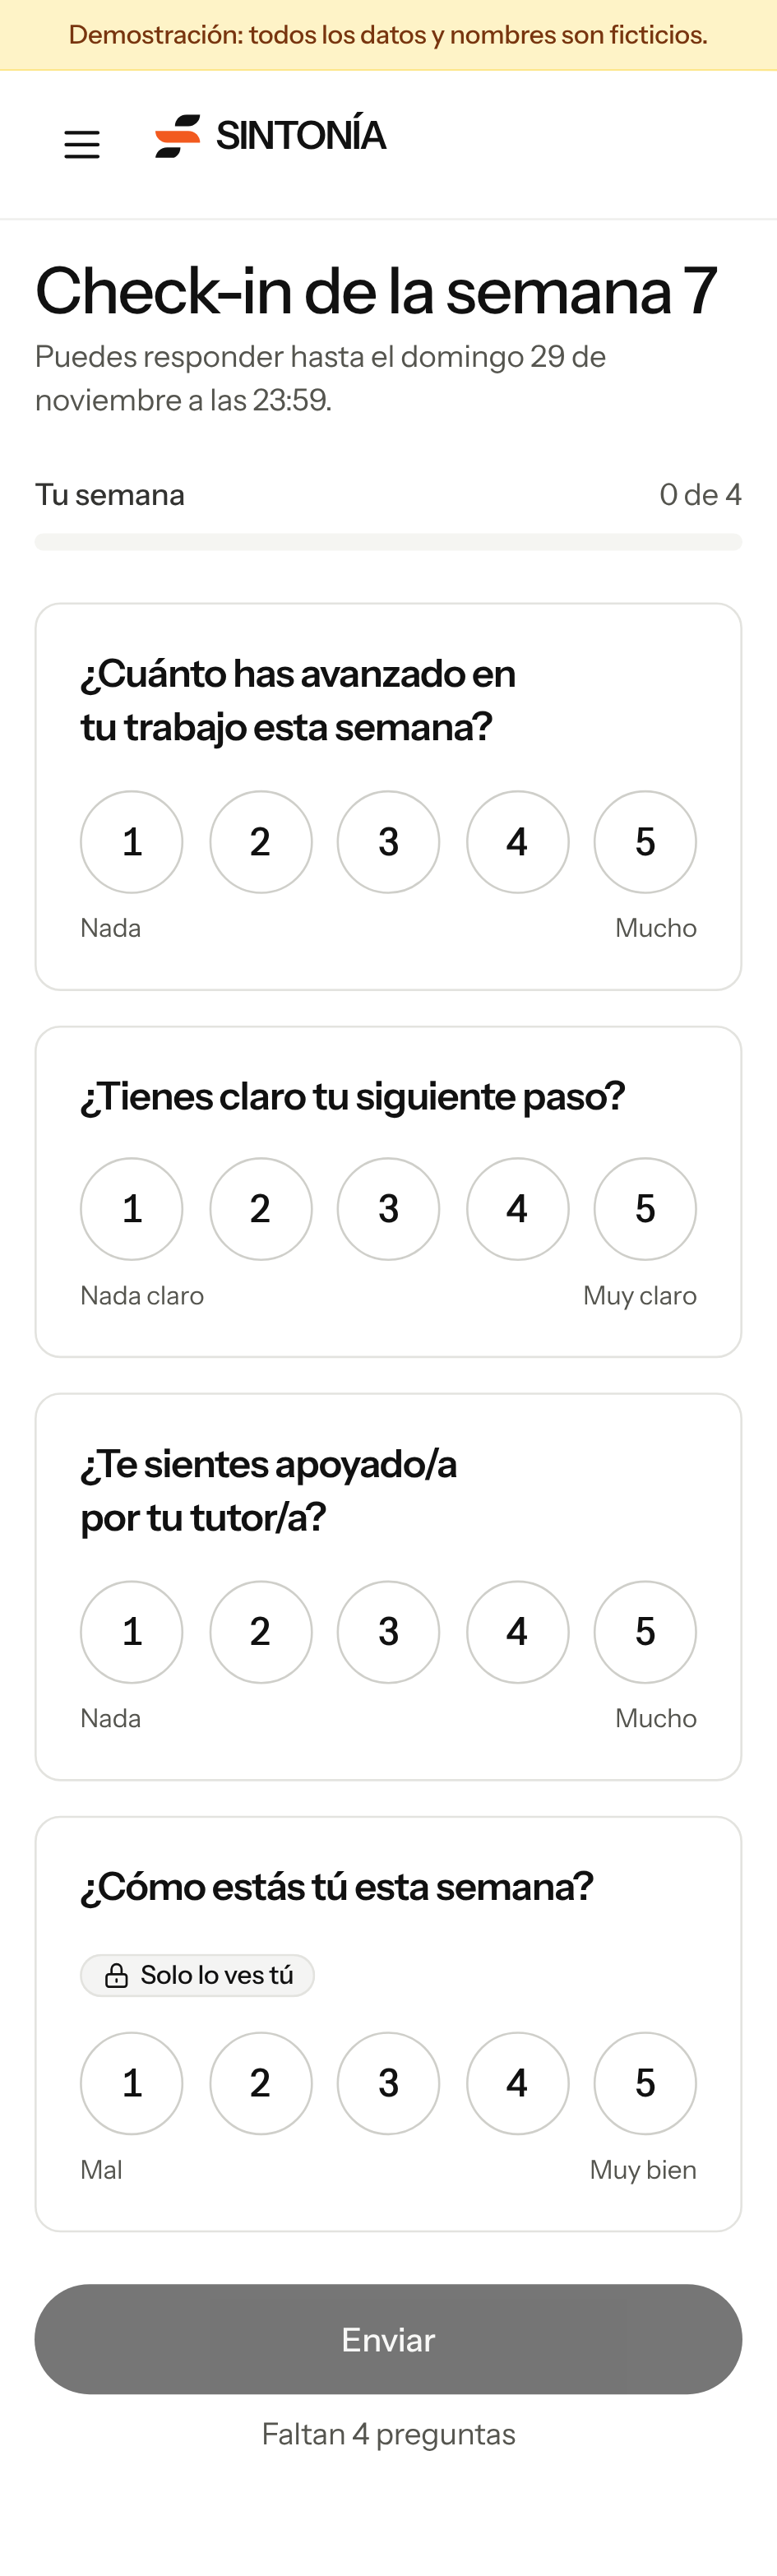 Demostración: todos los datos y nombres son ficticios.
SINTONÍA
Check-in de la semana 7
Puedes responder hasta el domingo 29 de
noviembre a las 23:59.
Tu semana 0 de 4
¿Cuánto has avanzado en
tu trabajo esta semana?
1 2 3 4 5
Nada Mucho
¿Tienes claro tu siguiente paso?
1 2 3 4 5
Nada claro Muy claro
¿Te sientes apoyado/a
por tu tutor/a?
1 2 3 4 5
Nada Mucho
¿Cómo estás tú esta semana?
Solo lo ves tú
1 2 3 4 5
Mal Muy bien
Enviar
Faltan 4 preguntas